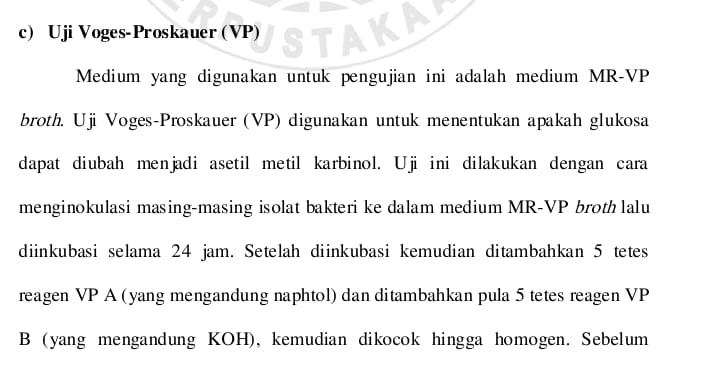 c) Uji Voges-Proskauer (VP)
Medium yang digunakan untuk pengujian ini adalah medium MR-VP
broth. Uji Voges-Proskauer (VP) digunakan untuk menentukan apakah glukosa
dapat diubah menjadi asetil metil karbinol. Uji ini dilakukan dengan cara
menginokulasi masing-masing isolat bakteri ke dalam medium MR-VP broth lalu
diinkubasi selama 24 jam. Setelah diinkubasi kemudian ditambahkan 5 tetes
reagen VP A (yang mengandung naphtol) dan ditambahkan pula 5 tetes reagen VP
B (yang mengandung KOH), kemudian dikocok hingga homogen. Sebelum